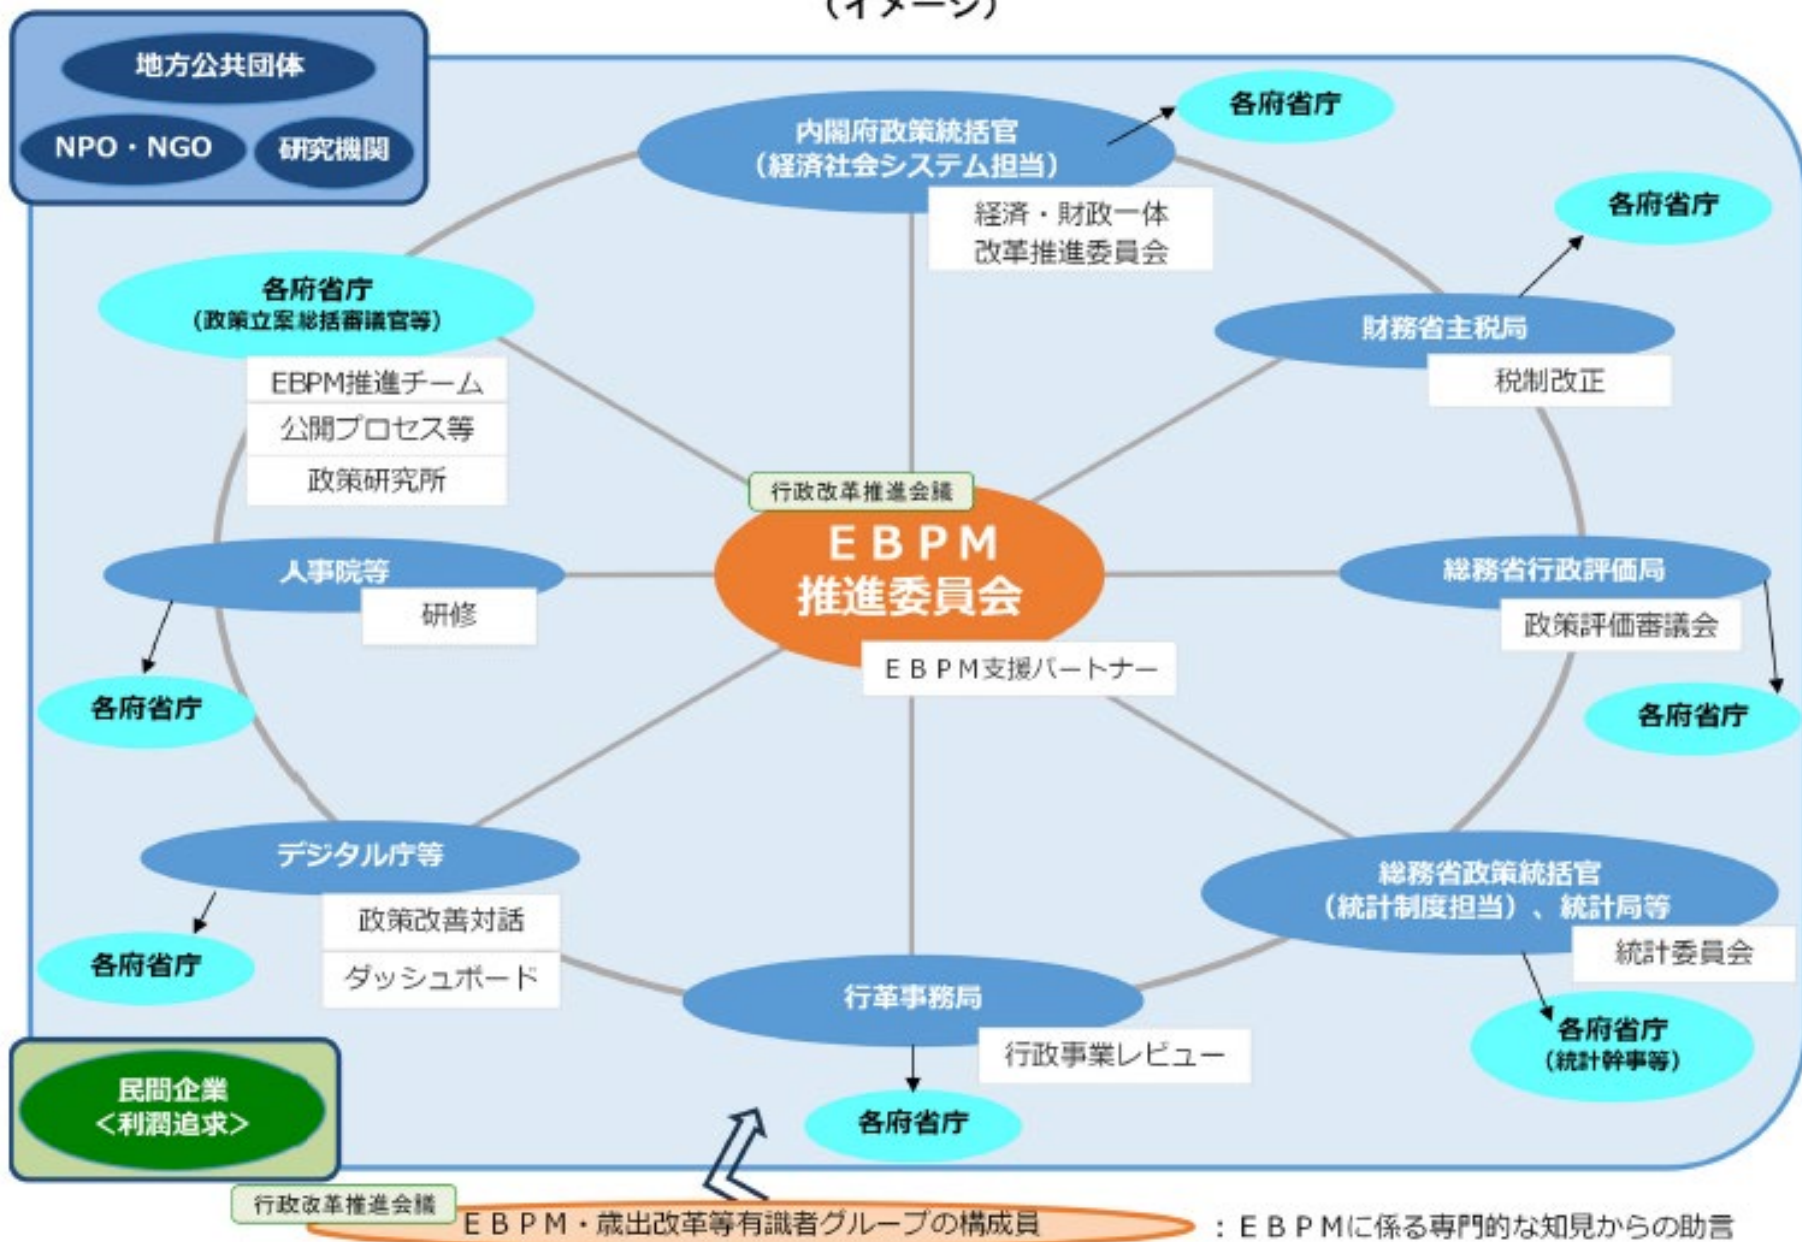 （イメージ）
地方公共団体
NPO・NGO
研究機関
内閣府政策統括官
（経済社会システム担当）
各府省庁
経済・財政一体
改革推進委員会
各府省庁
財務省主税局
税制改正
各府省庁
（政策立案総括審議官等）
EBPM推進チーム
公開プロセス等
政策研究所
行政改革推進会議
ＥＢＰＭ
推進委員会
ＥＢＰＭ支援パートナー
人事院等
研修
各府省庁
総務省行政評価局
政策評価審議会
各府省庁
デジタル庁等
政策改善対話
ダッシュボード
各府省庁
総務省政策統括官
（統計制度担当）、統計局等
統計委員会
各府省庁
（統計幹事等）
行革事務局
行政事業レビュー
各府省庁
民間企業
＜利潤追求＞
行政改革推進会議
ＥＢＰＭ・歳出改革等有識者グループの構成員
：ＥＢＰＭに係る専門的な知見からの助言